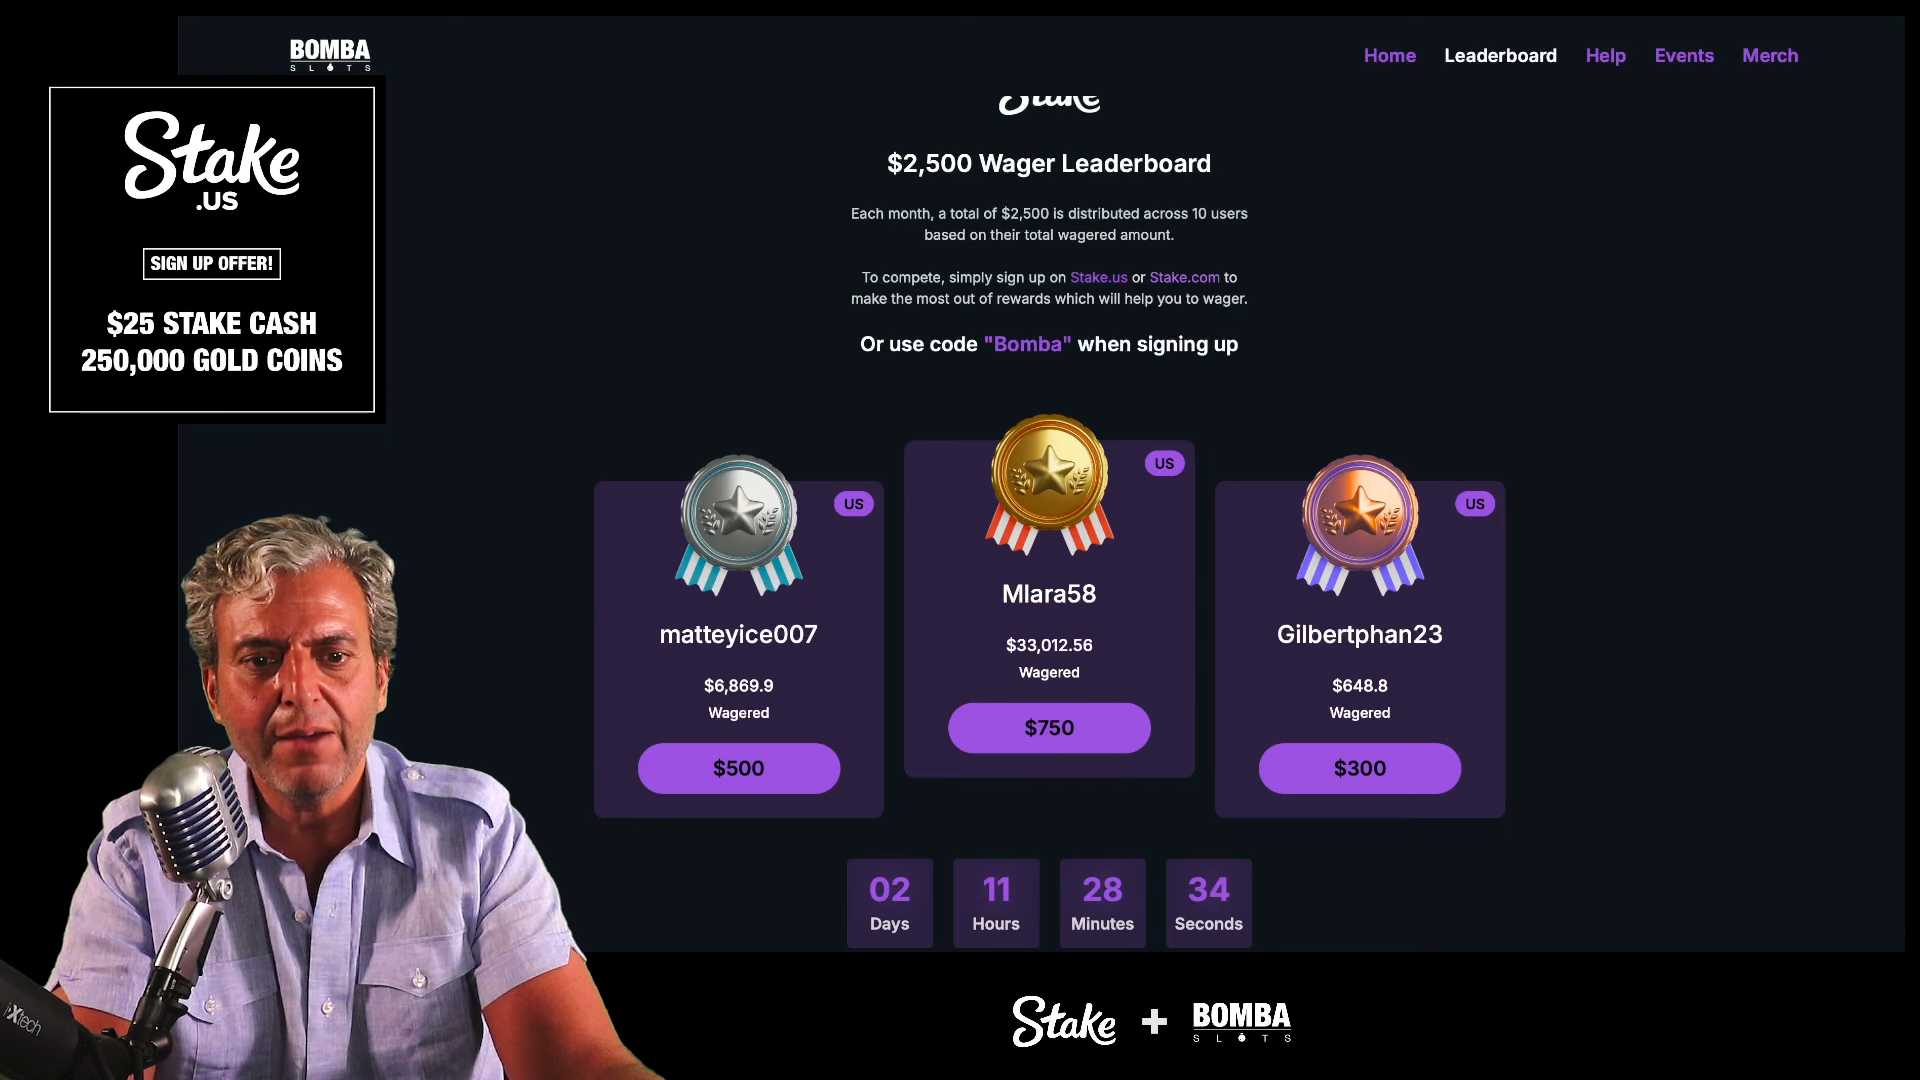 BOMBA
SLOTS
Home
Leaderboard
Help
Events
Merch
Stake
.US
SIGN UP OFFER!
$25 STAKE CASH
250,000 GOLD COINS
Stake
$2,500 Wager Leaderboard
Each month, a total of $2,500 is distributed across 10 users
based on their total wagered amount.
To compete, simply sign up on Stake.us or Stake.com to
make the most out of rewards which will help you to wager.
Or use code "Bomba" when signing up
US
matteyice007
$6,869.9
Wagered
$500
US
Mlara58
$33,012.56
Wagered
$750
US
Gilbertphan23
$648.8
Wagered
$300
02
Days
11
Hours
28
Minutes
34
Seconds
Stake + BOMBA
SLOTS